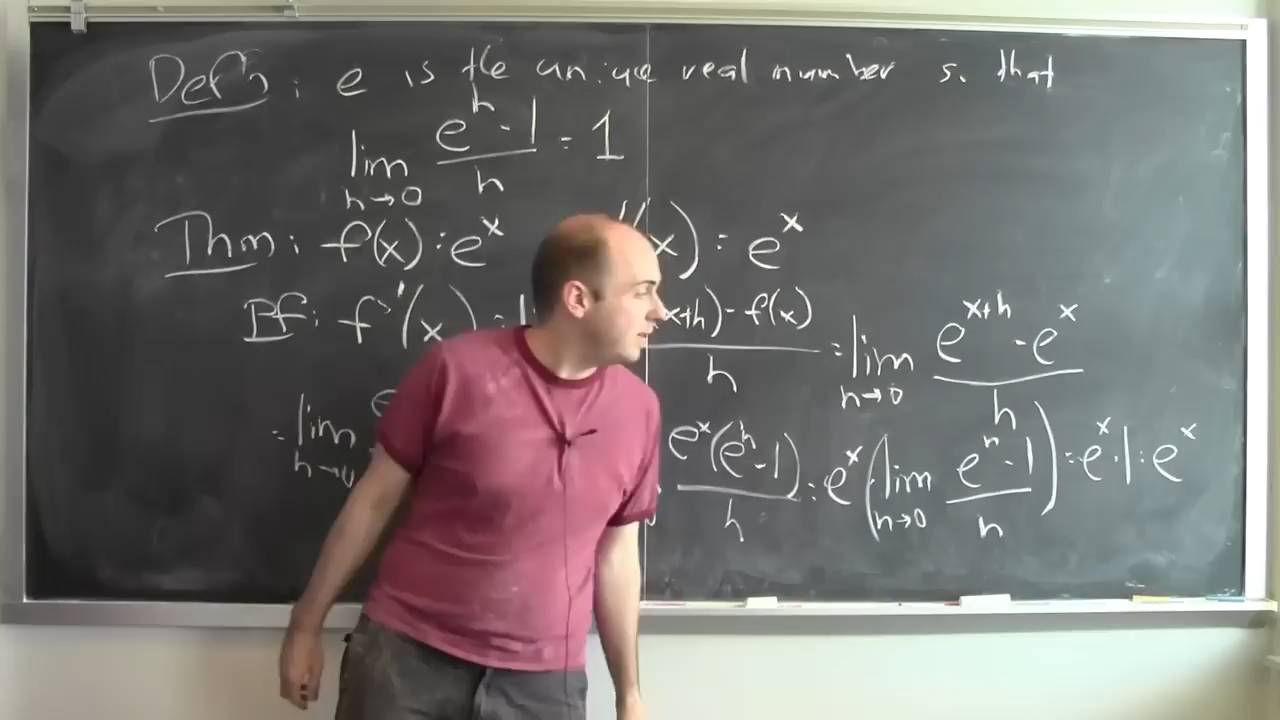 Defn: e is the unique real number so that
lim h→0 (e^h - 1)/h = 1
Thm: f(x) = e^x '(x) = e^x
Pf: f'(x) = (x+h) - f(x) / h = lim h→0 (e^{x+h} - e^x)/h
= lim h→0 e^x(e^h - 1)/h = e^x (lim h→0 (e^h - 1)/h) = e^x · 1 = e^x